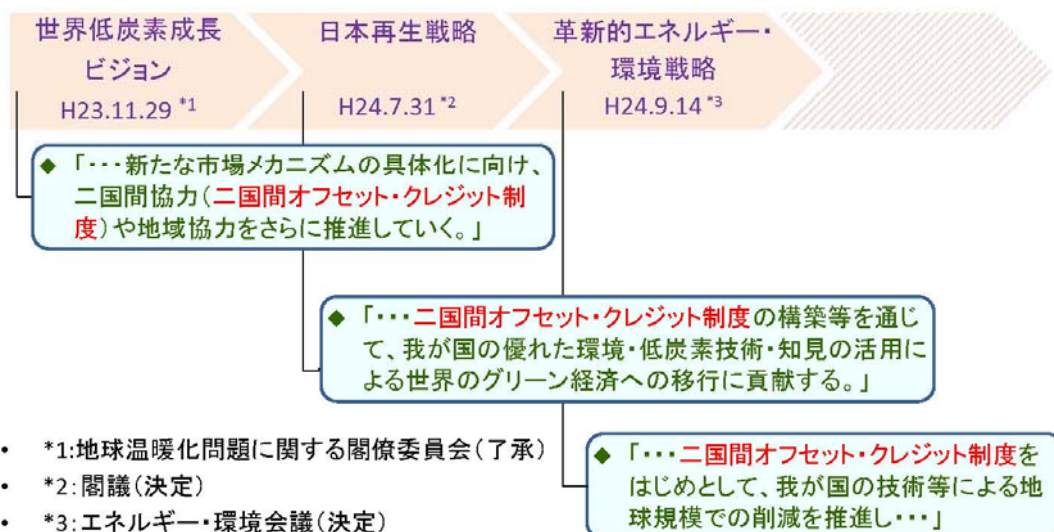 世界低炭素成長
ビジョン
H23.11.29 *1
日本再生戦略
H24.7.31 *2
革新的エネルギー・
環境戦略
H24.9.14 *3
◆ 「・・・新たな市場メカニズムの具体化に向け、
二国間協力(二国間オフセット・クレジット制
度)や地域協力をさらに推進していく。」
◆ 「・・・二国間オフセット・クレジット制度の構築等を通じ
て、我が国の優れた環境・低炭素技術・知見の活用に
よる世界のグリーン経済への移行に貢献する。」
◆ 「・・・二国間オフセット・クレジット制度を
はじめとして、我が国の技術等による地
球規模での削減を推進し・・・」
• *1:地球温暖化問題に関する閣僚委員会(了承)
• *2:閣議(決定)
• *3:エネルギー・環境会議(決定)